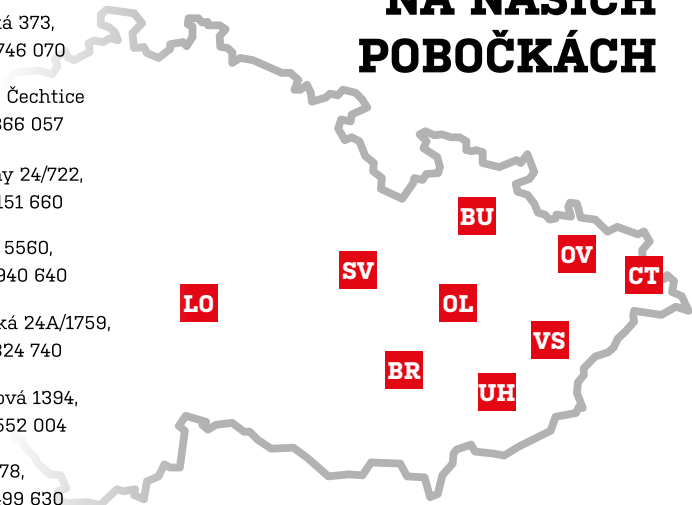 NA NAŠICH
POBOČKÁCH
ká 373,
746 070
Čechtice
366 057
ny 24/722,
151 660
5560,
940 640
ká 24A/1759,
324 740
ová 1394,
552 004
78,
499 630
BU
OV
SV
CT
LO
OL
VS
BR
UH